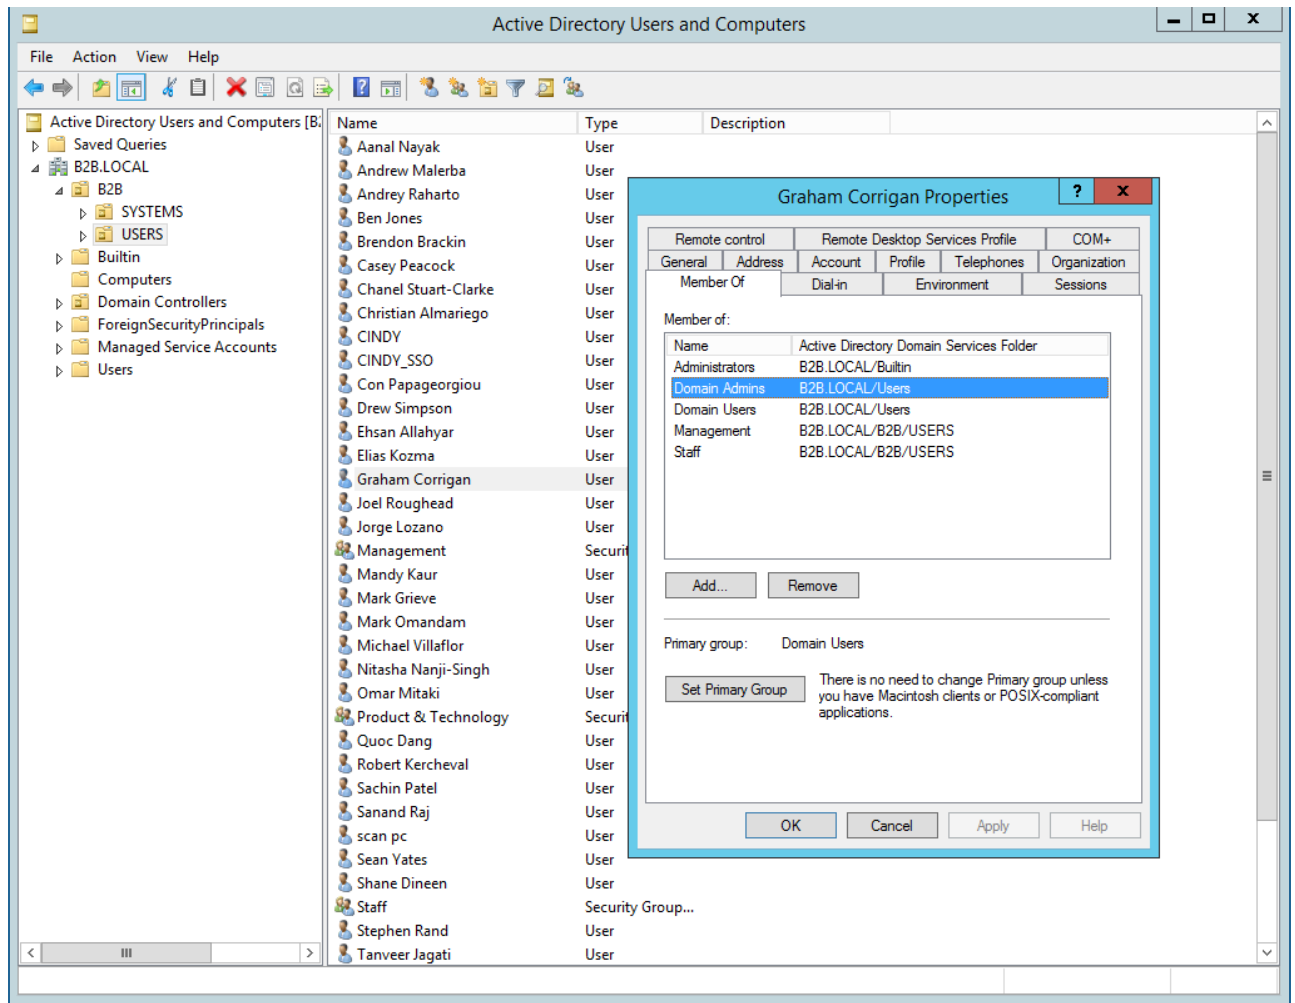 Active Directory Users and Computers
File Action View Help
Active Directory Users and Computers [B
Saved Queries
B2B.LOCAL
B2B
SYSTEMS
USERS
Builtin
Computers
Domain Controllers
ForeignSecurityPrincipals
Managed Service Accounts
Users
Name Type Description
Aanal Nayak User
Andrew Malerba User
Andrey Raharto User
Ben Jones User
Brendon Brackin User
Casey Peacock User
Chanel Stuart-Clarke User
Christian Almariego User
CINDY User
CINDY_SSO User
Con Papageorgiou User
Drew Simpson User
Ehsan Allahyar User
Elias Kozma User
Graham Corrigan User
Joel Roughead User
Jorge Lozano User
Management Securit
Mandy Kaur User
Mark Grieve User
Mark Omandam User
Michael Villaflor User
Nitasha Nanji-Singh User
Omar Mitaki User
Product & Technology Securit
Quoc Dang User
Robert Kercheval User
Sachin Patel User
Sanand Raj User
scan pc User
Sean Yates User
Shane Dineen User
Staff Security Group...
Stephen Rand User
Tanveer Jagati User
Graham Corrigan Properties
Remote control Remote Desktop Services Profile COM+
General Address Account Profile Telephones Organization
Member Of Dial-in Environment Sessions
Member of:
Name Active Directory Domain Services Folder
Administrators B2B.LOCAL/Builtin
Domain Admins B2B.LOCAL/Users
Domain Users B2B.LOCAL/Users
Management B2B.LOCAL/B2B/USERS
Staff B2B.LOCAL/B2B/USERS
Add... Remove
Primary group: Domain Users
Set Primary Group
There is no need to change Primary group unless
you have Macintosh clients or POSIX-compliant
applications.
OK Cancel Apply Help